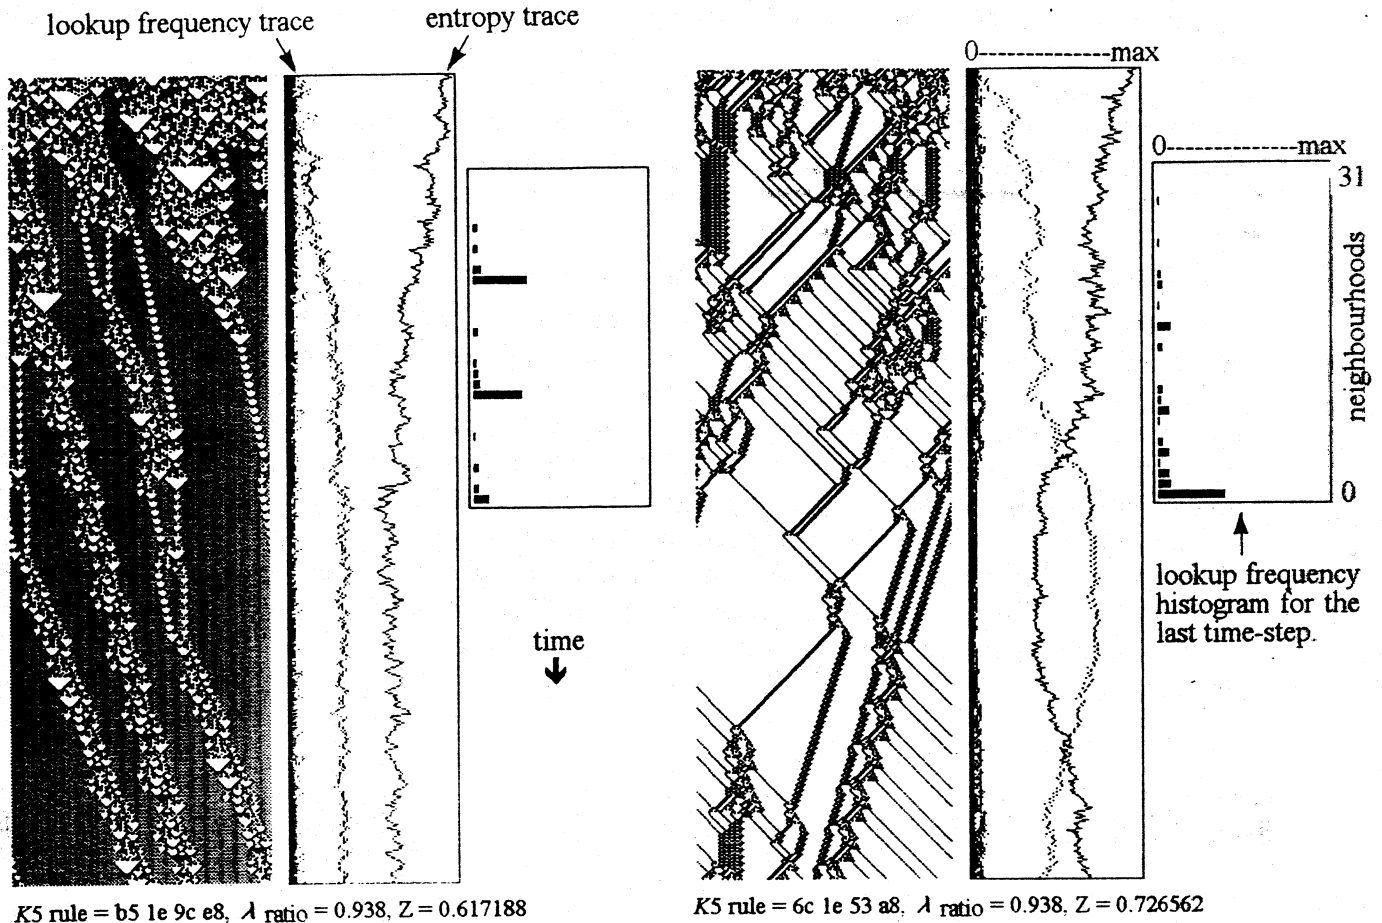 lookup frequency trace
entropy trace
0---------------max
0---------------max
31
neighbourhoods
0
lookup frequency
histogram for the
last time-step.
time
K5 rule = b5 1e 9c e8, λ ratio = 0.938, Z = 0.617188
K5 rule = 6c 1e 53 a8, λ ratio = 0.938, Z = 0.726562